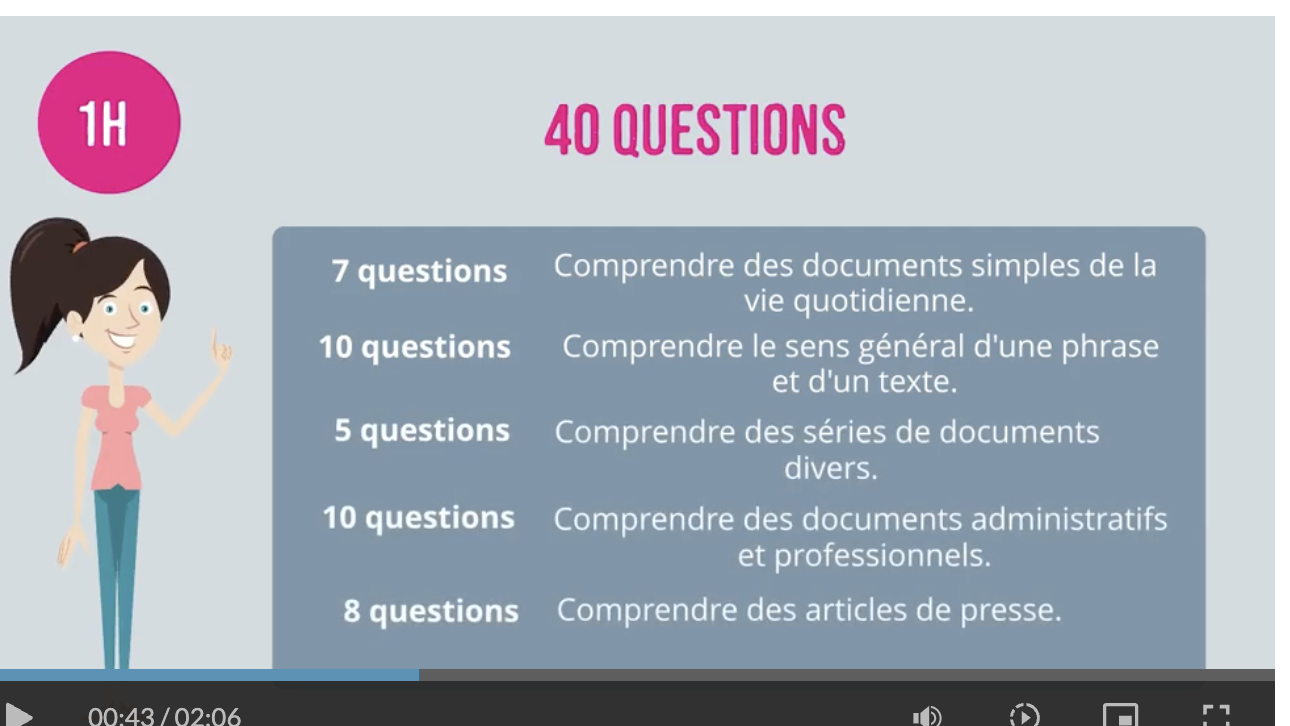 1H
40 QUESTIONS
7 questions
Comprendre des documents simples de la
vie quotidienne.
10 questions
Comprendre le sens général d'une phrase
et d'un texte.
5 questions
Comprendre des séries de documents
divers.
10 questions
Comprendre des documents administratifs
et professionnels.
8 questions
Comprendre des articles de presse.
00:43 / 02:06